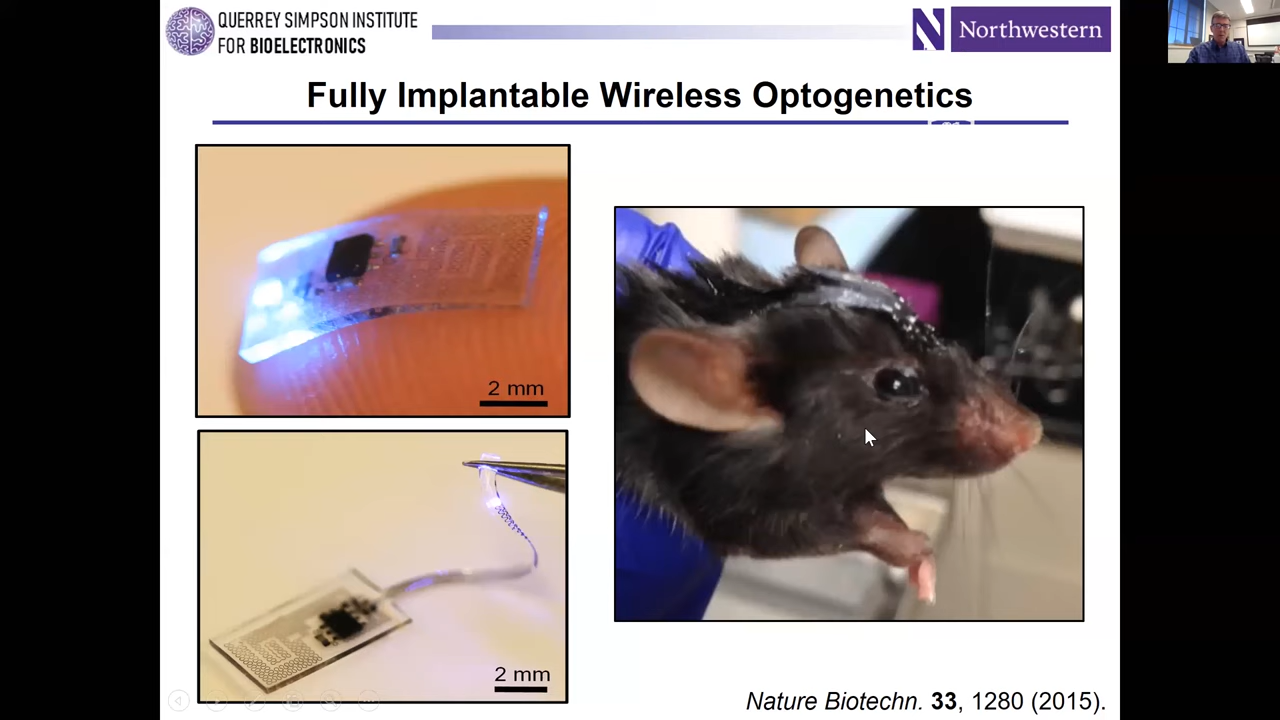 QUERREY SIMPSON INSTITUTE
FOR BIOELECTRONICS
N Northwestern
Fully Implantable Wireless Optogenetics
2 mm
2 mm
Nature Biotechn. 33, 1280 (2015).